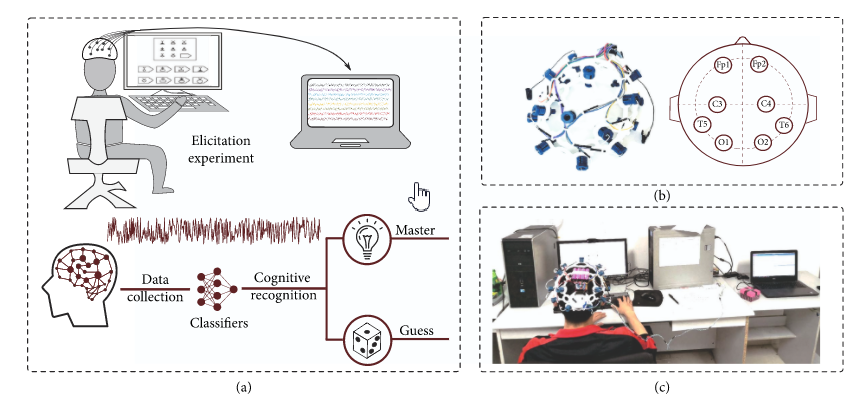 Elicitation
experiment
Master
Data
collection
Classifiers
Cognitive
recognition
Guess
(a)
Fp1
Fp2
C3
C4
T5
T6
O1
O2
(b)
(c)